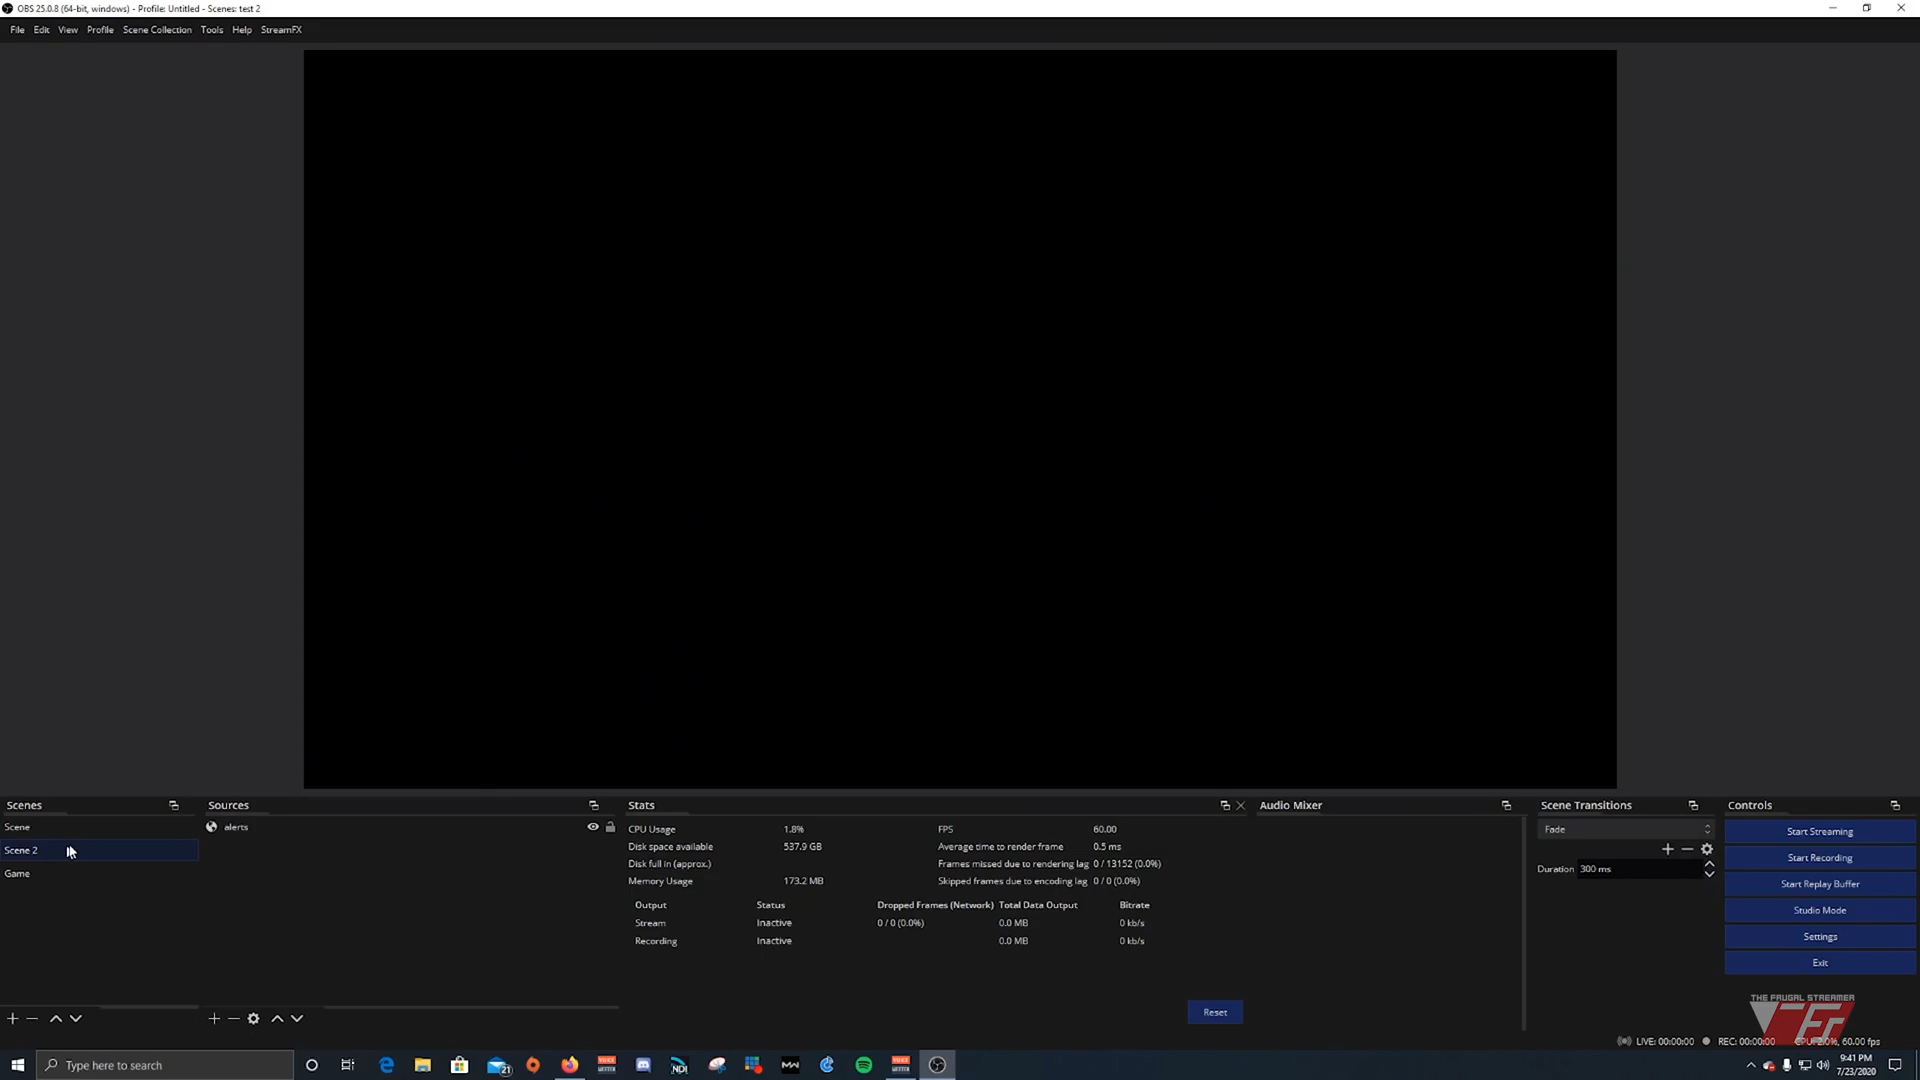 OBS 25.0.8 (64-bit, windows) - Profile: Untitled - Scenes: test 2
File Edit View Profile Scene Collection Tools Help StreamFX
Scenes
Scene
Scene 2
Game
Sources
alerts
Stats
CPU Usage 1.8%
Disk space available 537.9 GB
Disk full in (approx.)
Memory Usage 173.2 MB
FPS 60.00
Average time to render frame 0.5 ms
Frames missed due to rendering lag 0 / 13152 (0.0%)
Skipped frames due to encoding lag 0 / 0 (0.0%)
Output Status Dropped Frames (Network) Total Data Output Bitrate
Stream Inactive 0 / 0 (0.0%) 0.0 MB 0 kb/s
Recording Inactive 0.0 MB 0 kb/s
Reset
Audio Mixer
Scene Transitions
Fade
Duration 300 ms
Controls
Start Streaming
Start Recording
Start Replay Buffer
Studio Mode
Settings
Exit
THE FRUGAL STREAMER
LIVE: 00:00:00 REC: 00:00:00 CPU: 2.0%, 60.00 fps
Type here to search
21
NDI
MW
9:41 PM
7/23/2020